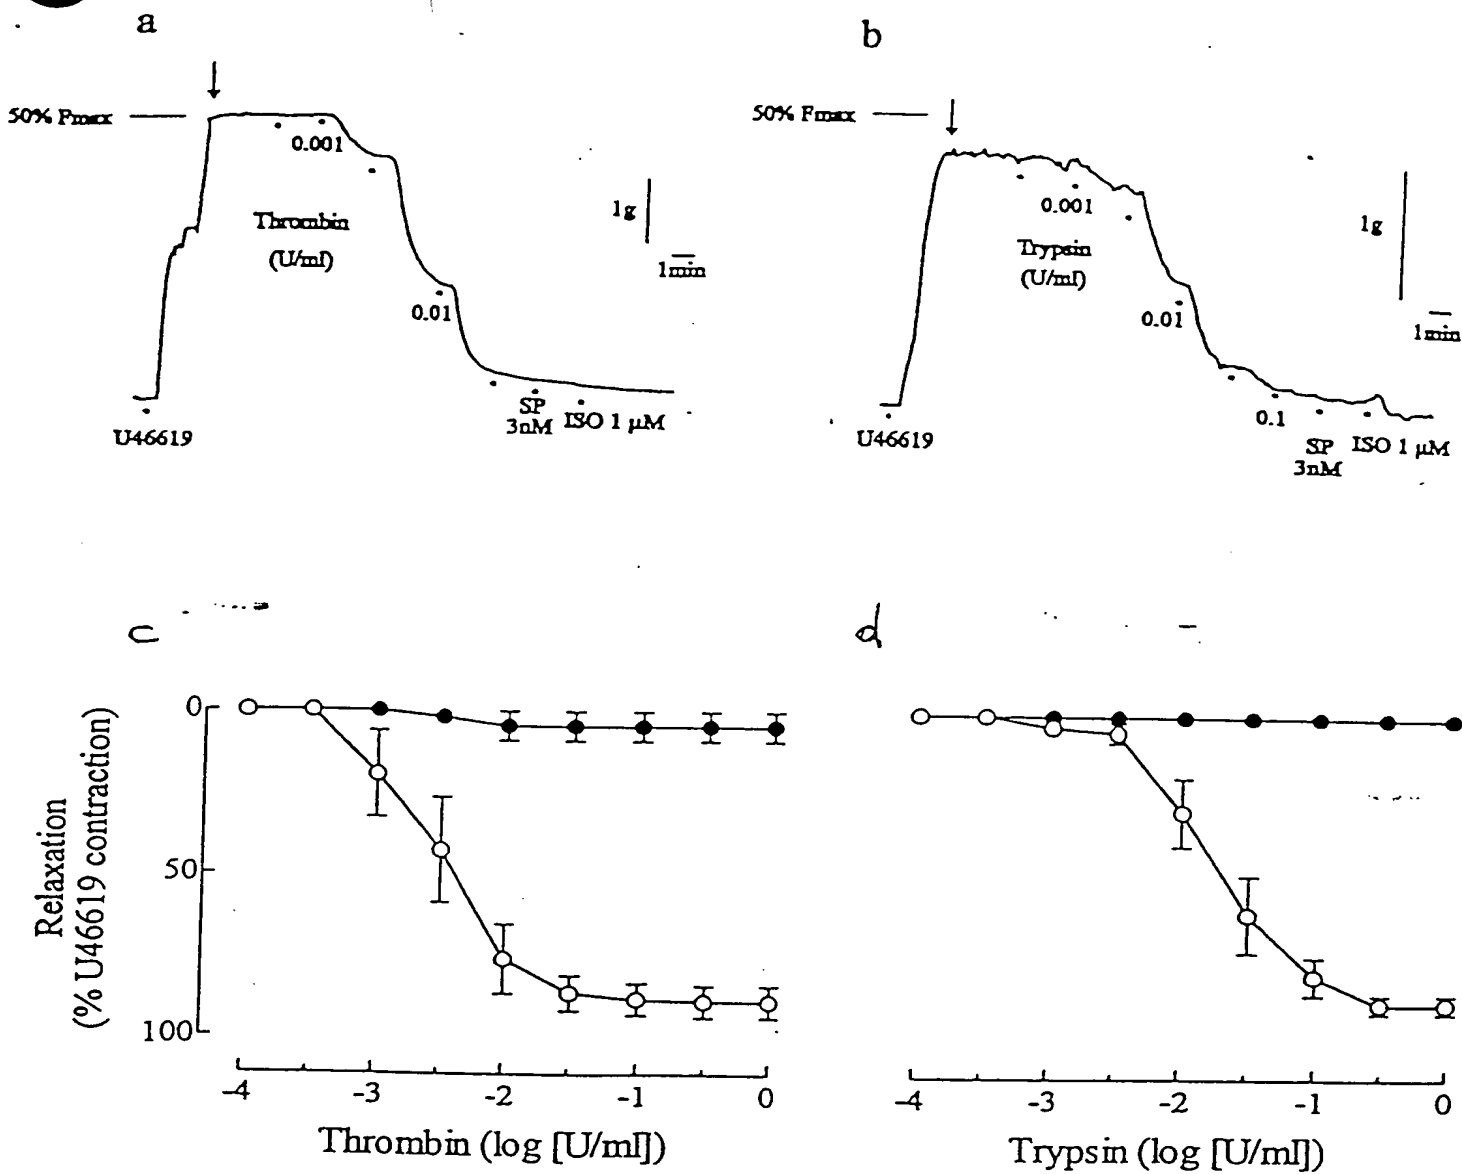 a
50% Fmax
0.001
Thrombin
(U/ml)
1g
1min
0.01
SP
3nM
ISO 1 µM
U46619
b
50% Fmax
0.001
Trypsin
(U/ml)
1g
1min
0.01
0.1
SP
3nM
ISO 1 µM
U46619
c
Relaxation
(% U46619 contraction)
0
50
100
-4 -3 -2 -1 0
Thrombin (log [U/ml])
d
-4 -3 -2 -1 0
Trypsin (log [U/ml])